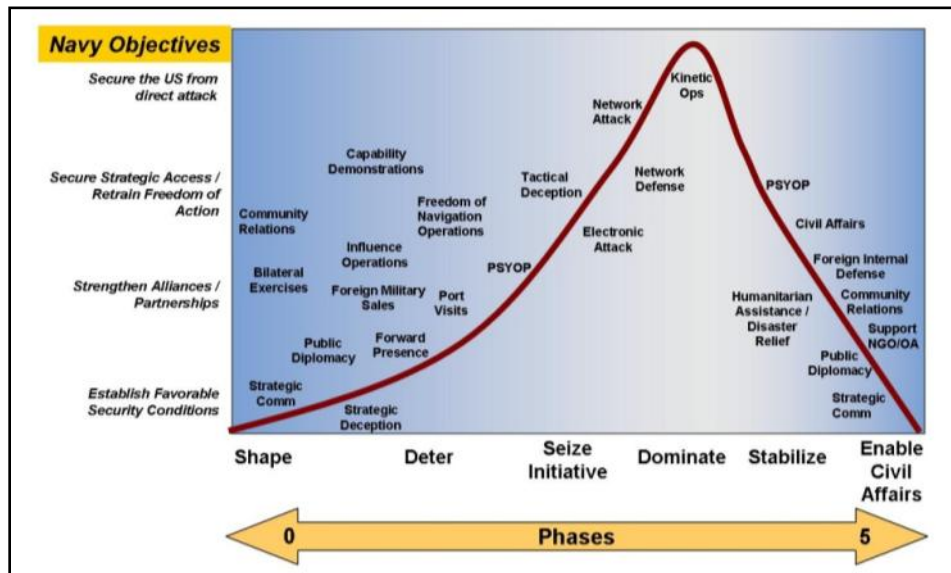 Navy Objectives
Secure the US from
direct attack
Secure Strategic Access /
Retrain Freedom of
Action
Strengthen Alliances /
Partnerships
Establish Favorable
Security Conditions
Kinetic
Ops
Network
Attack
Capability
Demonstrations
Tactical
Deception
Network
Defense
PSYOP
Community
Relations
Freedom of
Navigation
Operations
Civil Affairs
Electronic
Attack
Influence
Operations
PSYOP
Foreign Internal
Defense
Bilateral
Exercises
Foreign Military
Sales
Port
Visits
Humanitarian
Assistance /
Disaster
Relief
Community
Relations
Support
NGO/OA
Public
Diplomacy
Forward
Presence
Public
Diplomacy
Strategic
Comm
Strategic
Deception
Strategic
Comm
Shape
Deter
Seize
Initiative
Dominate
Stabilize
Enable
Civil
Affairs
0
Phases
5